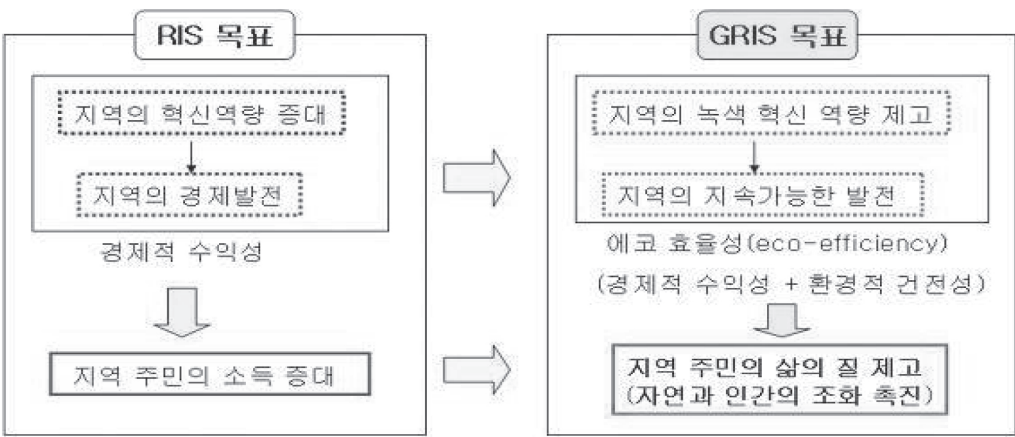 RIS 목표
지역의 혁신역량 증대
지역의 경제발전
경제적 수익성
지역 주민의 소득 증대
GRIS 목표
지역의 녹색 혁신 역량 제고
지역의 지속가능한 발전
에코 효율성(eco-efficiency)
(경제적 수익성 + 환경적 건전성)
지역 주민의 삶의 질 제고
(자연과 인간의 조화 촉진)